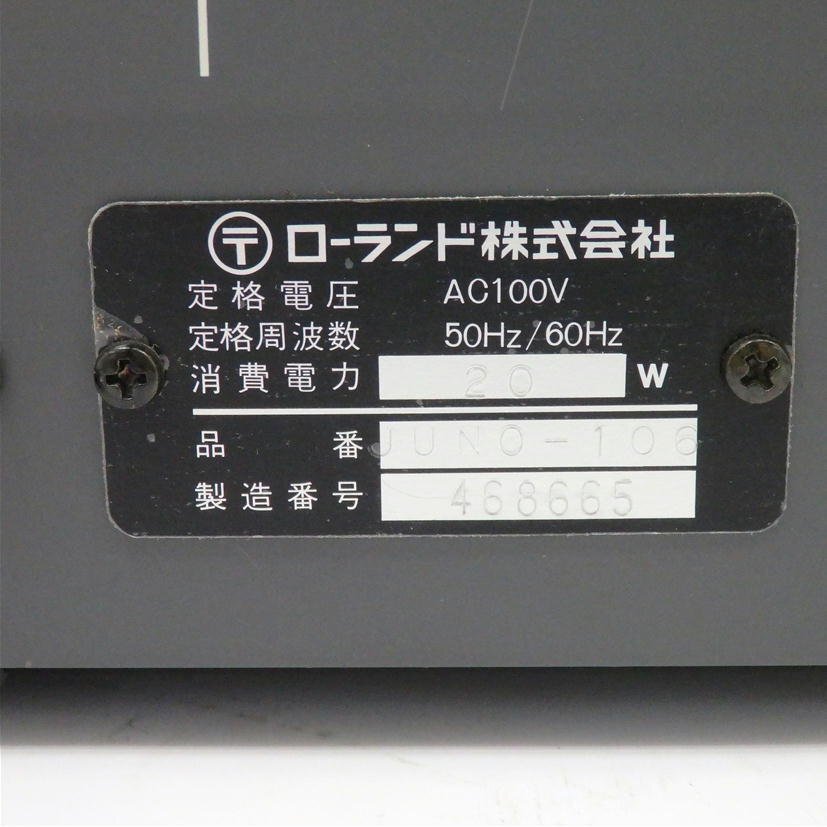 〒 ローランド株式会社
定格電圧 AC100V
定格周波数 50Hz/60Hz
消費電力 20 W
品番 JUNO-106
製造番号 468665